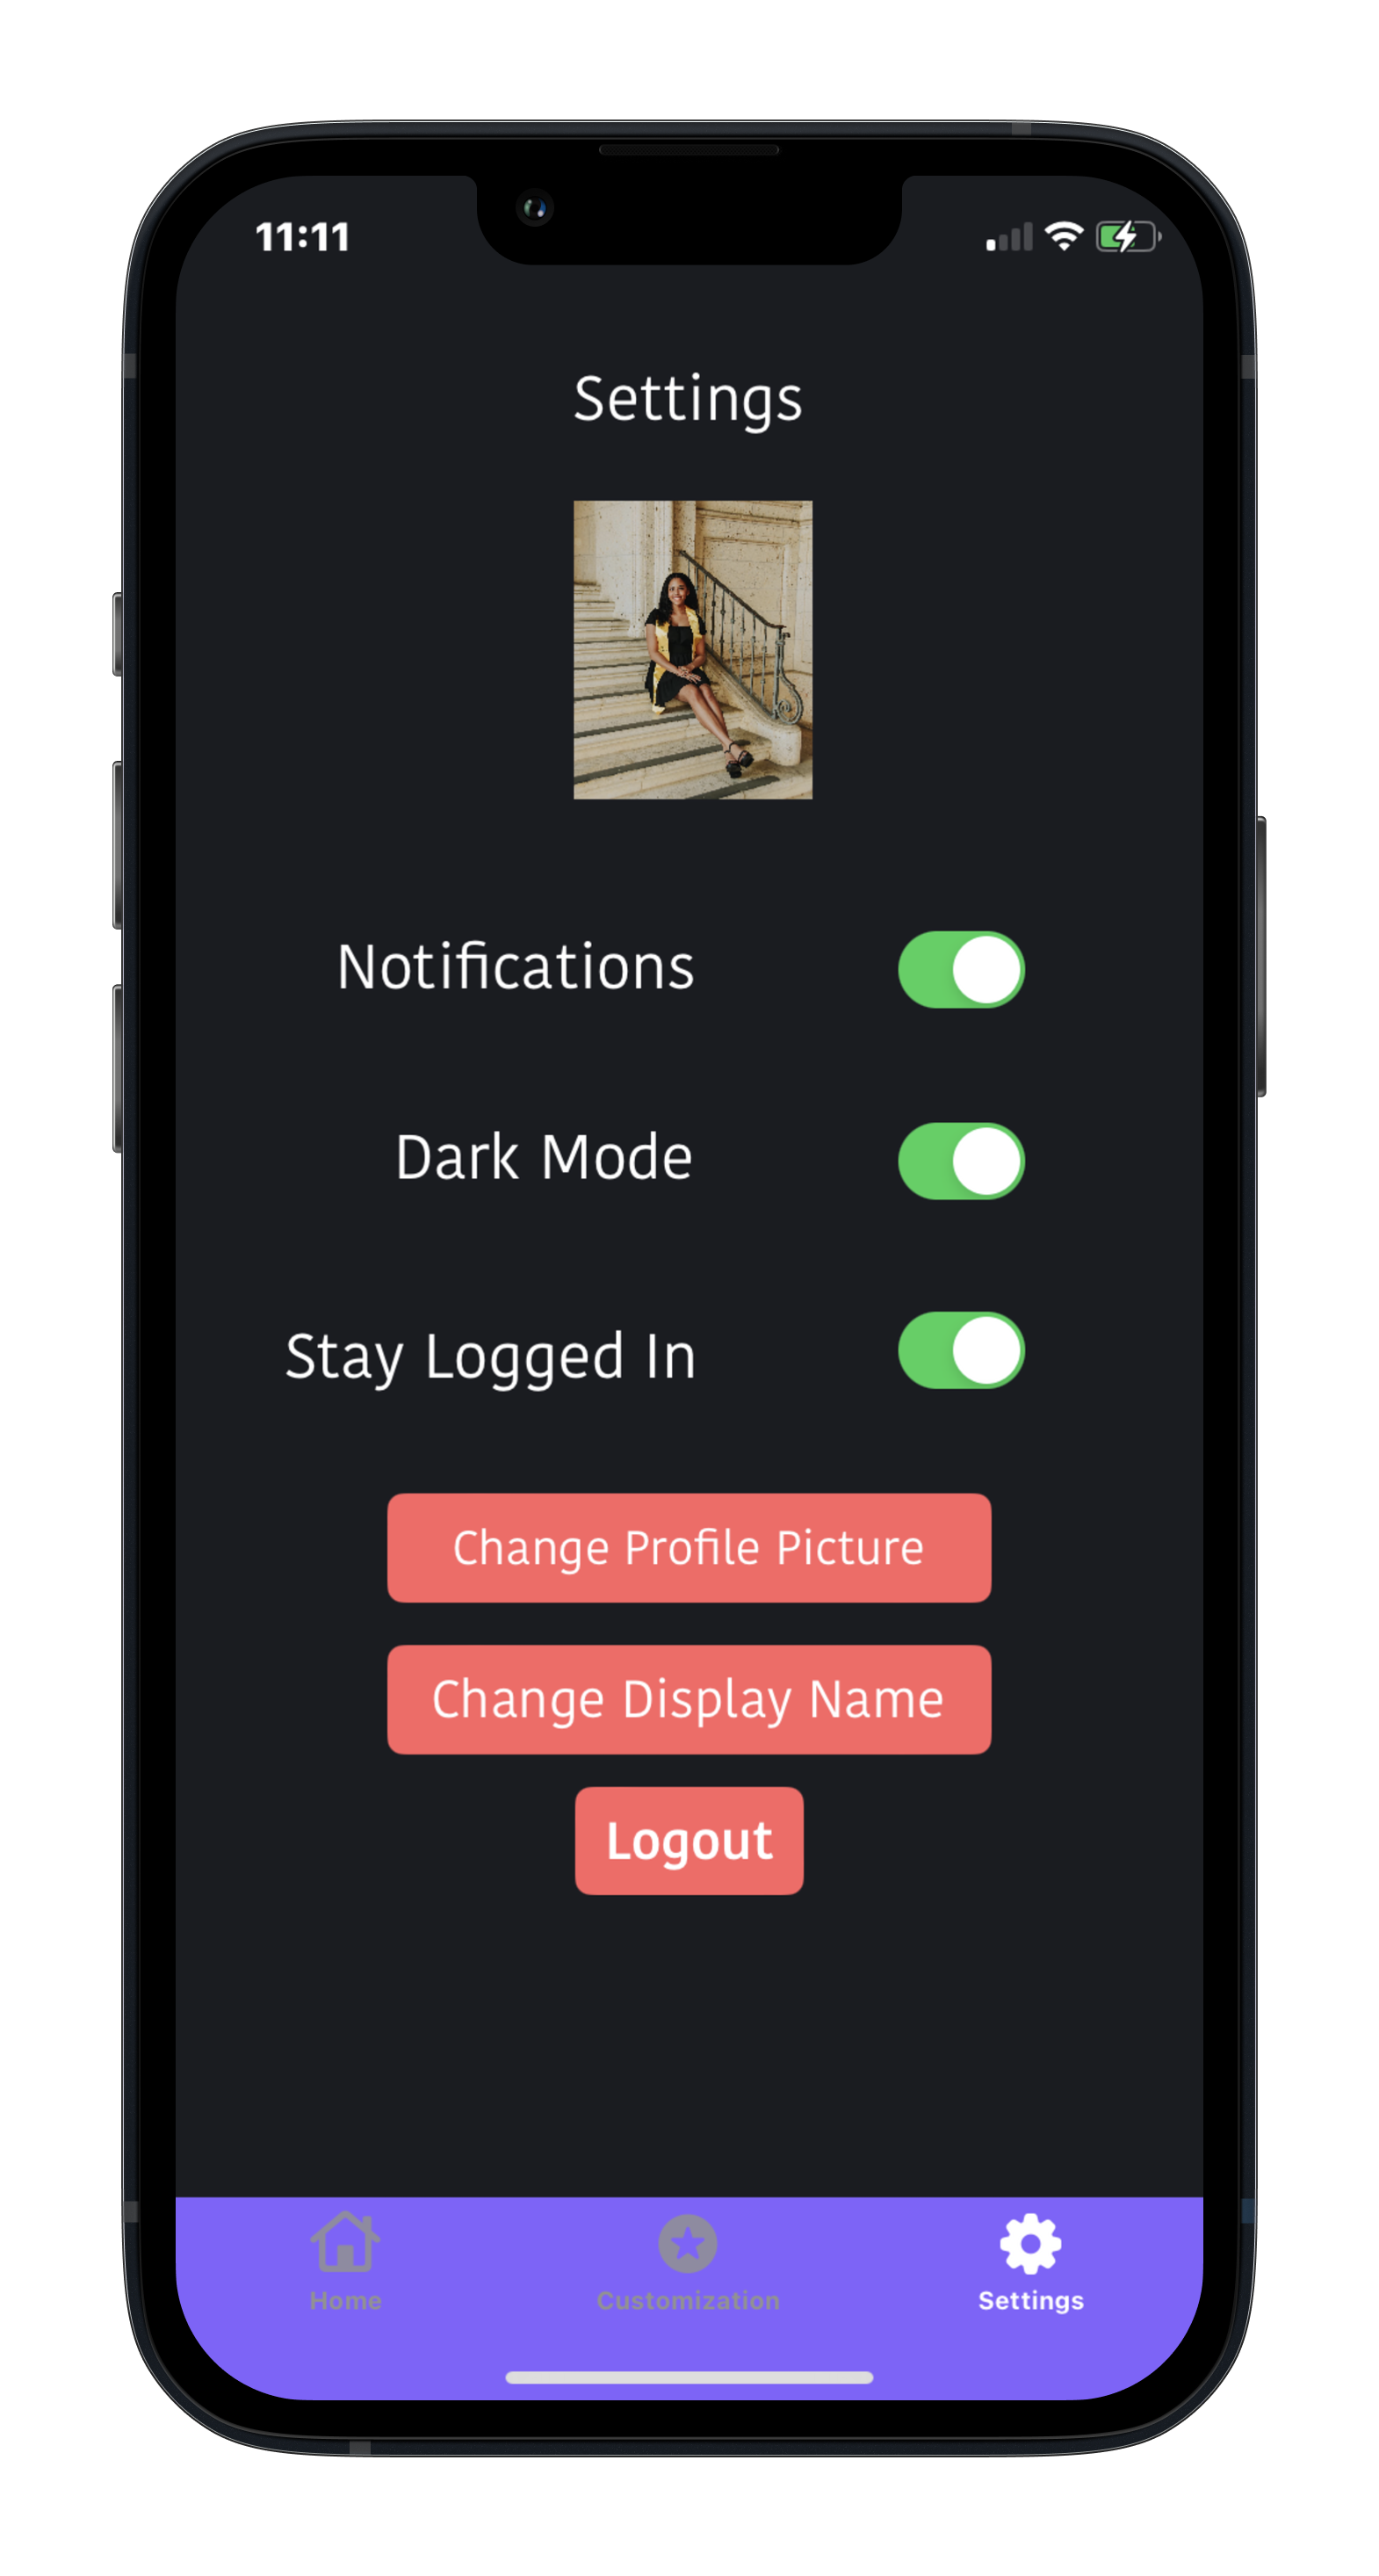 11:11
Settings
Notifications
Dark Mode
Stay Logged In
Change Profile Picture
Change Display Name
Logout
Home
Customization
Settings